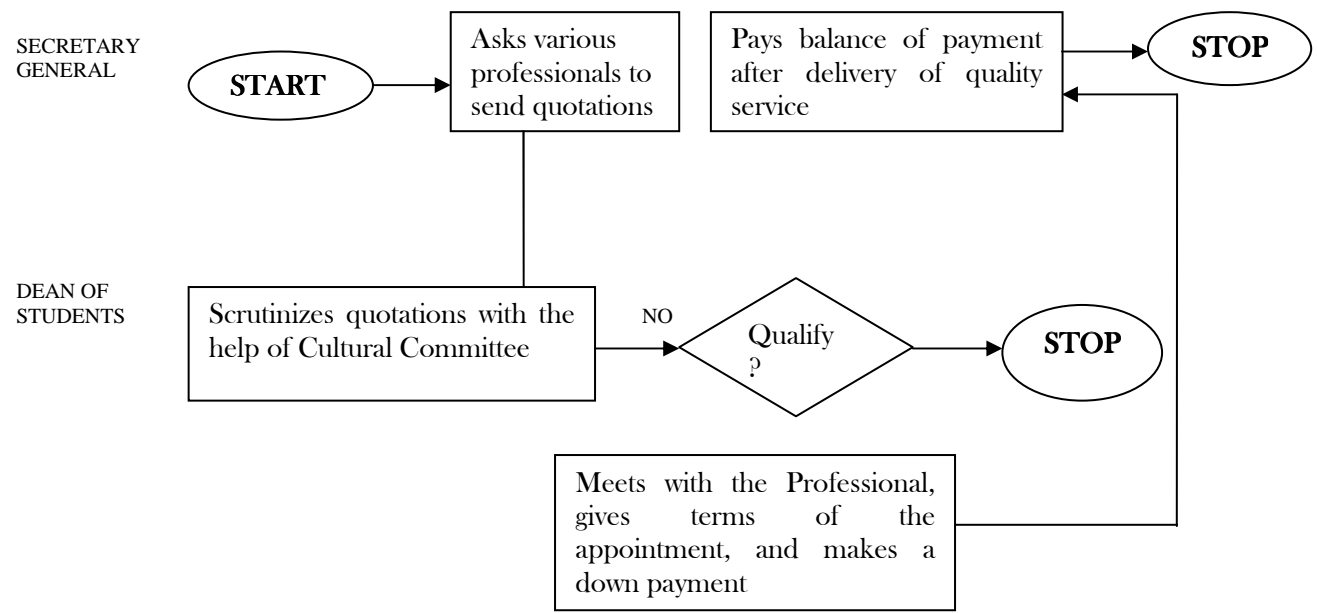 SECRETARY
GENERAL
START
Asks various
professionals to
send quotations
Pays balance of payment
after delivery of quality
service
STOP
DEAN OF
STUDENTS
Scrutinizes quotations with the
help of Cultural Committee
NO
Qualify
?
STOP
Meets with the Professional,
gives terms of the
appointment, and makes a
down payment